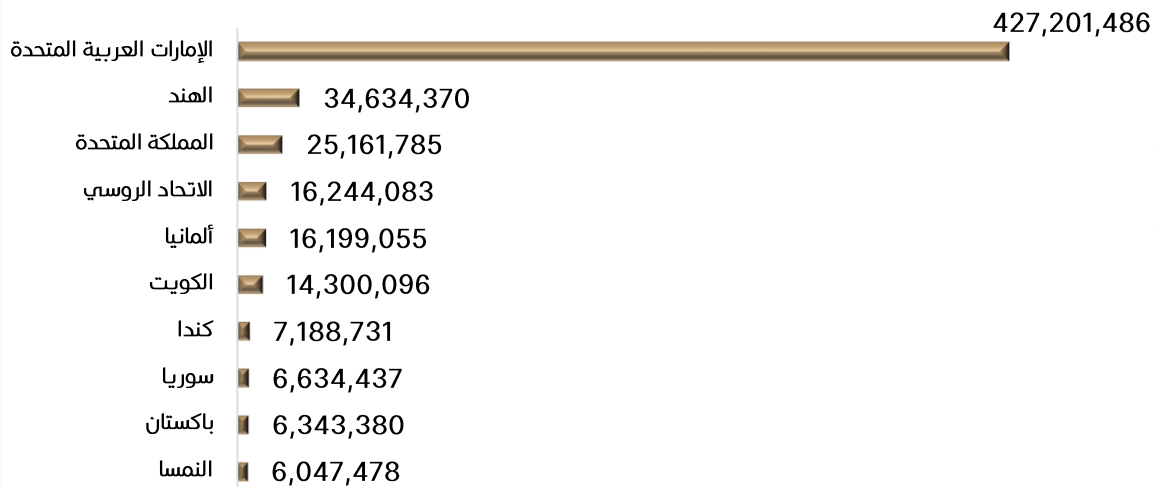 427,201,486
الإمارات العربية المتحدة
الهند 34,634,370
المملكة المتحدة 25,161,785
الاتحاد الروسي 16,244,083
ألمانيا 16,199,055
الكويت 14,300,096
كندا 7,188,731
سوريا 6,634,437
باكستان 6,343,380
النمسا 6,047,478